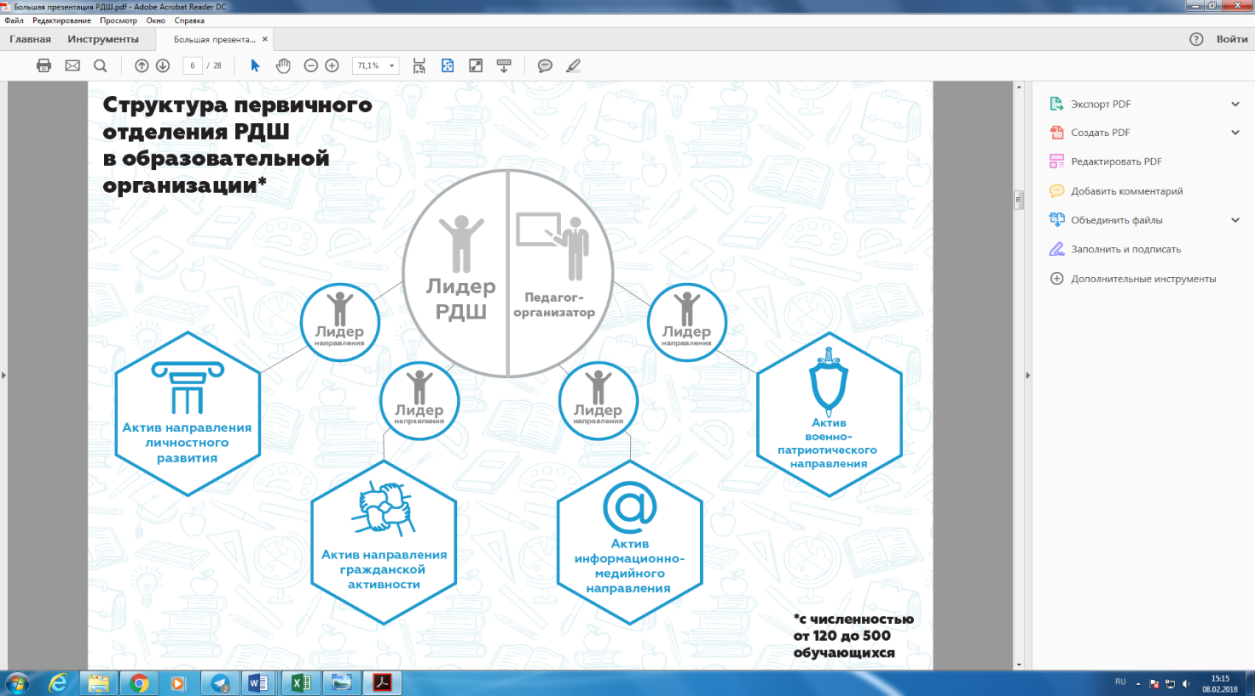 Большая презентация РДШ.pdf - Adobe Acrobat Reader DC
Файл Редактирование Просмотр Окно Справка
Главная Инструменты Большая презента... × Войти
6 / 28 71,1%
Структура первичного
отделения РДШ
в образовательной
организации*
Лидер
РДШ
Педагог-
организатор
Лидер
направления
Лидер
направления
Лидер
направления
Лидер
направления
Актив направления
личностного
развития
Актив направления
гражданской
активности
@
Актив
информационно-
медийного
направления
Актив
военно-
патриотического
направления
*с численностью
от 120 до 500
обучающихся
Экспорт PDF
Создать PDF
Редактировать PDF
Добавить комментарий
Объединить файлы
Заполнить и подписать
Дополнительные инструменты
RU 15:15
08.02.2018